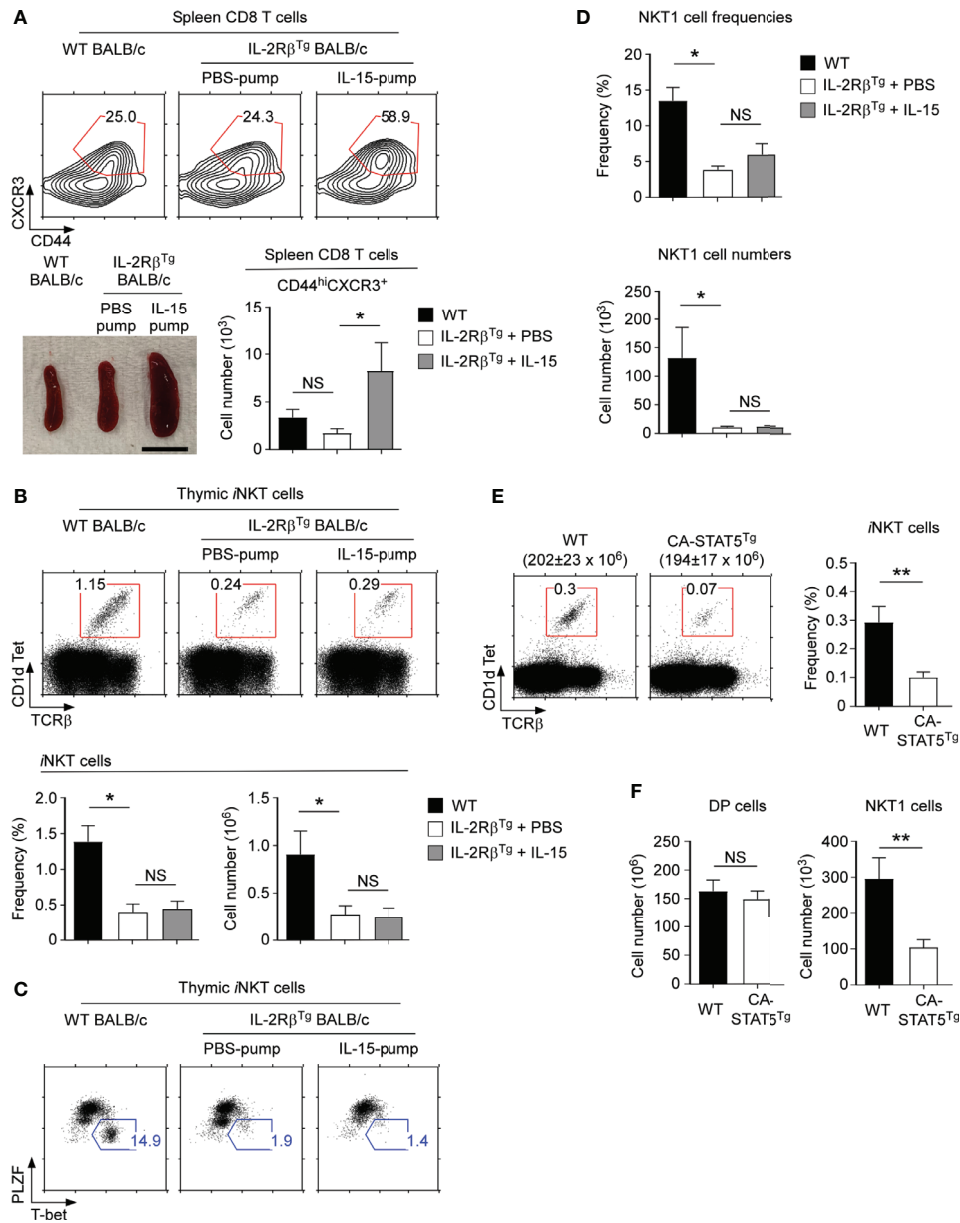 A
Spleen CD8 T cells
WT BALB/c
IL-2Rβ^Tg BALB/c
PBS-pump
IL-15-pump
25.0
24.3
58.9
CXCR3
CD44
WT
BALB/c
IL-2Rβ^Tg
BALB/c
PBS
pump
IL-15
pump
Spleen CD8 T cells
CD44^hiCXCR3^+
Cell number (10^3)
15
10
5
0
NS
*
WT
IL-2Rβ^Tg + PBS
IL-2Rβ^Tg + IL-15
B
Thymic iNKT cells
WT BALB/c
IL-2Rβ^Tg BALB/c
PBS-pump
IL-15-pump
1.15
0.24
0.29
CD1d Tet
TCRβ
iNKT cells
Frequency (%)
2.0
1.5
1.0
0.5
0
*
NS
Cell number (10^6)
1.5
1.0
0.5
0
*
NS
WT
IL-2Rβ^Tg + PBS
IL-2Rβ^Tg + IL-15
C
Thymic iNKT cells
WT BALB/c
IL-2Rβ^Tg BALB/c
PBS-pump
IL-15-pump
14.9
1.9
1.4
PLZF
T-bet
D
NKT1 cell frequencies
Frequency (%)
20
15
10
5
0
*
NS
WT
IL-2Rβ^Tg + PBS
IL-2Rβ^Tg + IL-15
NKT1 cell numbers
Cell number (10^3)
250
200
150
100
50
0
*
NS
E
WT
(202±23 x 10^6)
CA-STAT5^Tg
(194±17 x 10^6)
0.3
0.07
CD1d Tet
TCRβ
iNKT cells
Frequency (%)
0.4
0.3
0.2
0.1
0
**
WT
CA-
STAT5^Tg
F
DP cells
Cell number (10^6)
250
200
150
100
50
0
NS
WT
CA-
STAT5^Tg
NKT1 cells
Cell number (10^3)
400
300
200
100
0
**
WT
CA-
STAT5^Tg